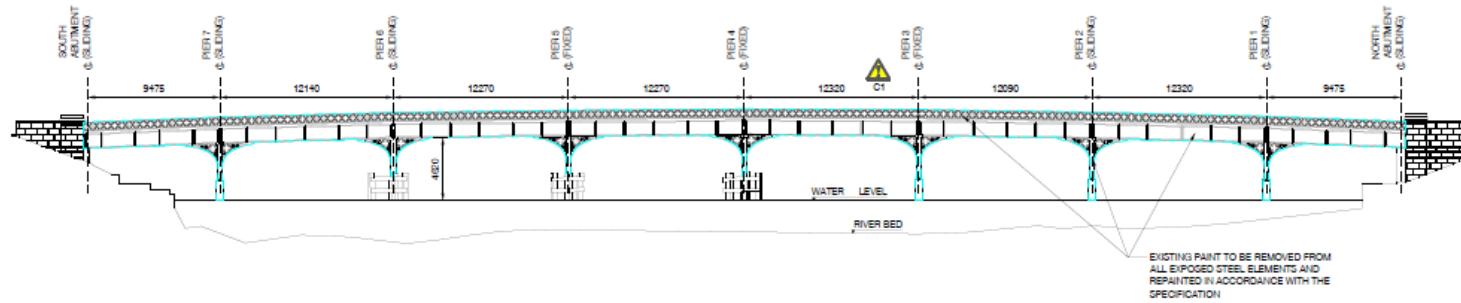 SOUTH
ABUTMENT
℄ (SLIDING)
PIER 7
℄ (SLIDING)
PIER 6
℄ (SLIDING)
PIER 5
℄ (FIXED)
PIER 4
℄ (FIXED)
PIER 3
℄ (FIXED)
PIER 2
℄ (SLIDING)
PIER 1
℄ (SLIDING)
NORTH
ABUTMENT
℄ (SLIDING)
9475
12140
12270
12270
12320
C1
12090
12320
9475
4620
WATER LEVEL
RIVER BED
EXISTING PAINT TO BE REMOVED FROM
ALL EXPOSED STEEL ELEMENTS AND
REPAINTED IN ACCORDANCE WITH THE
SPECIFICATION